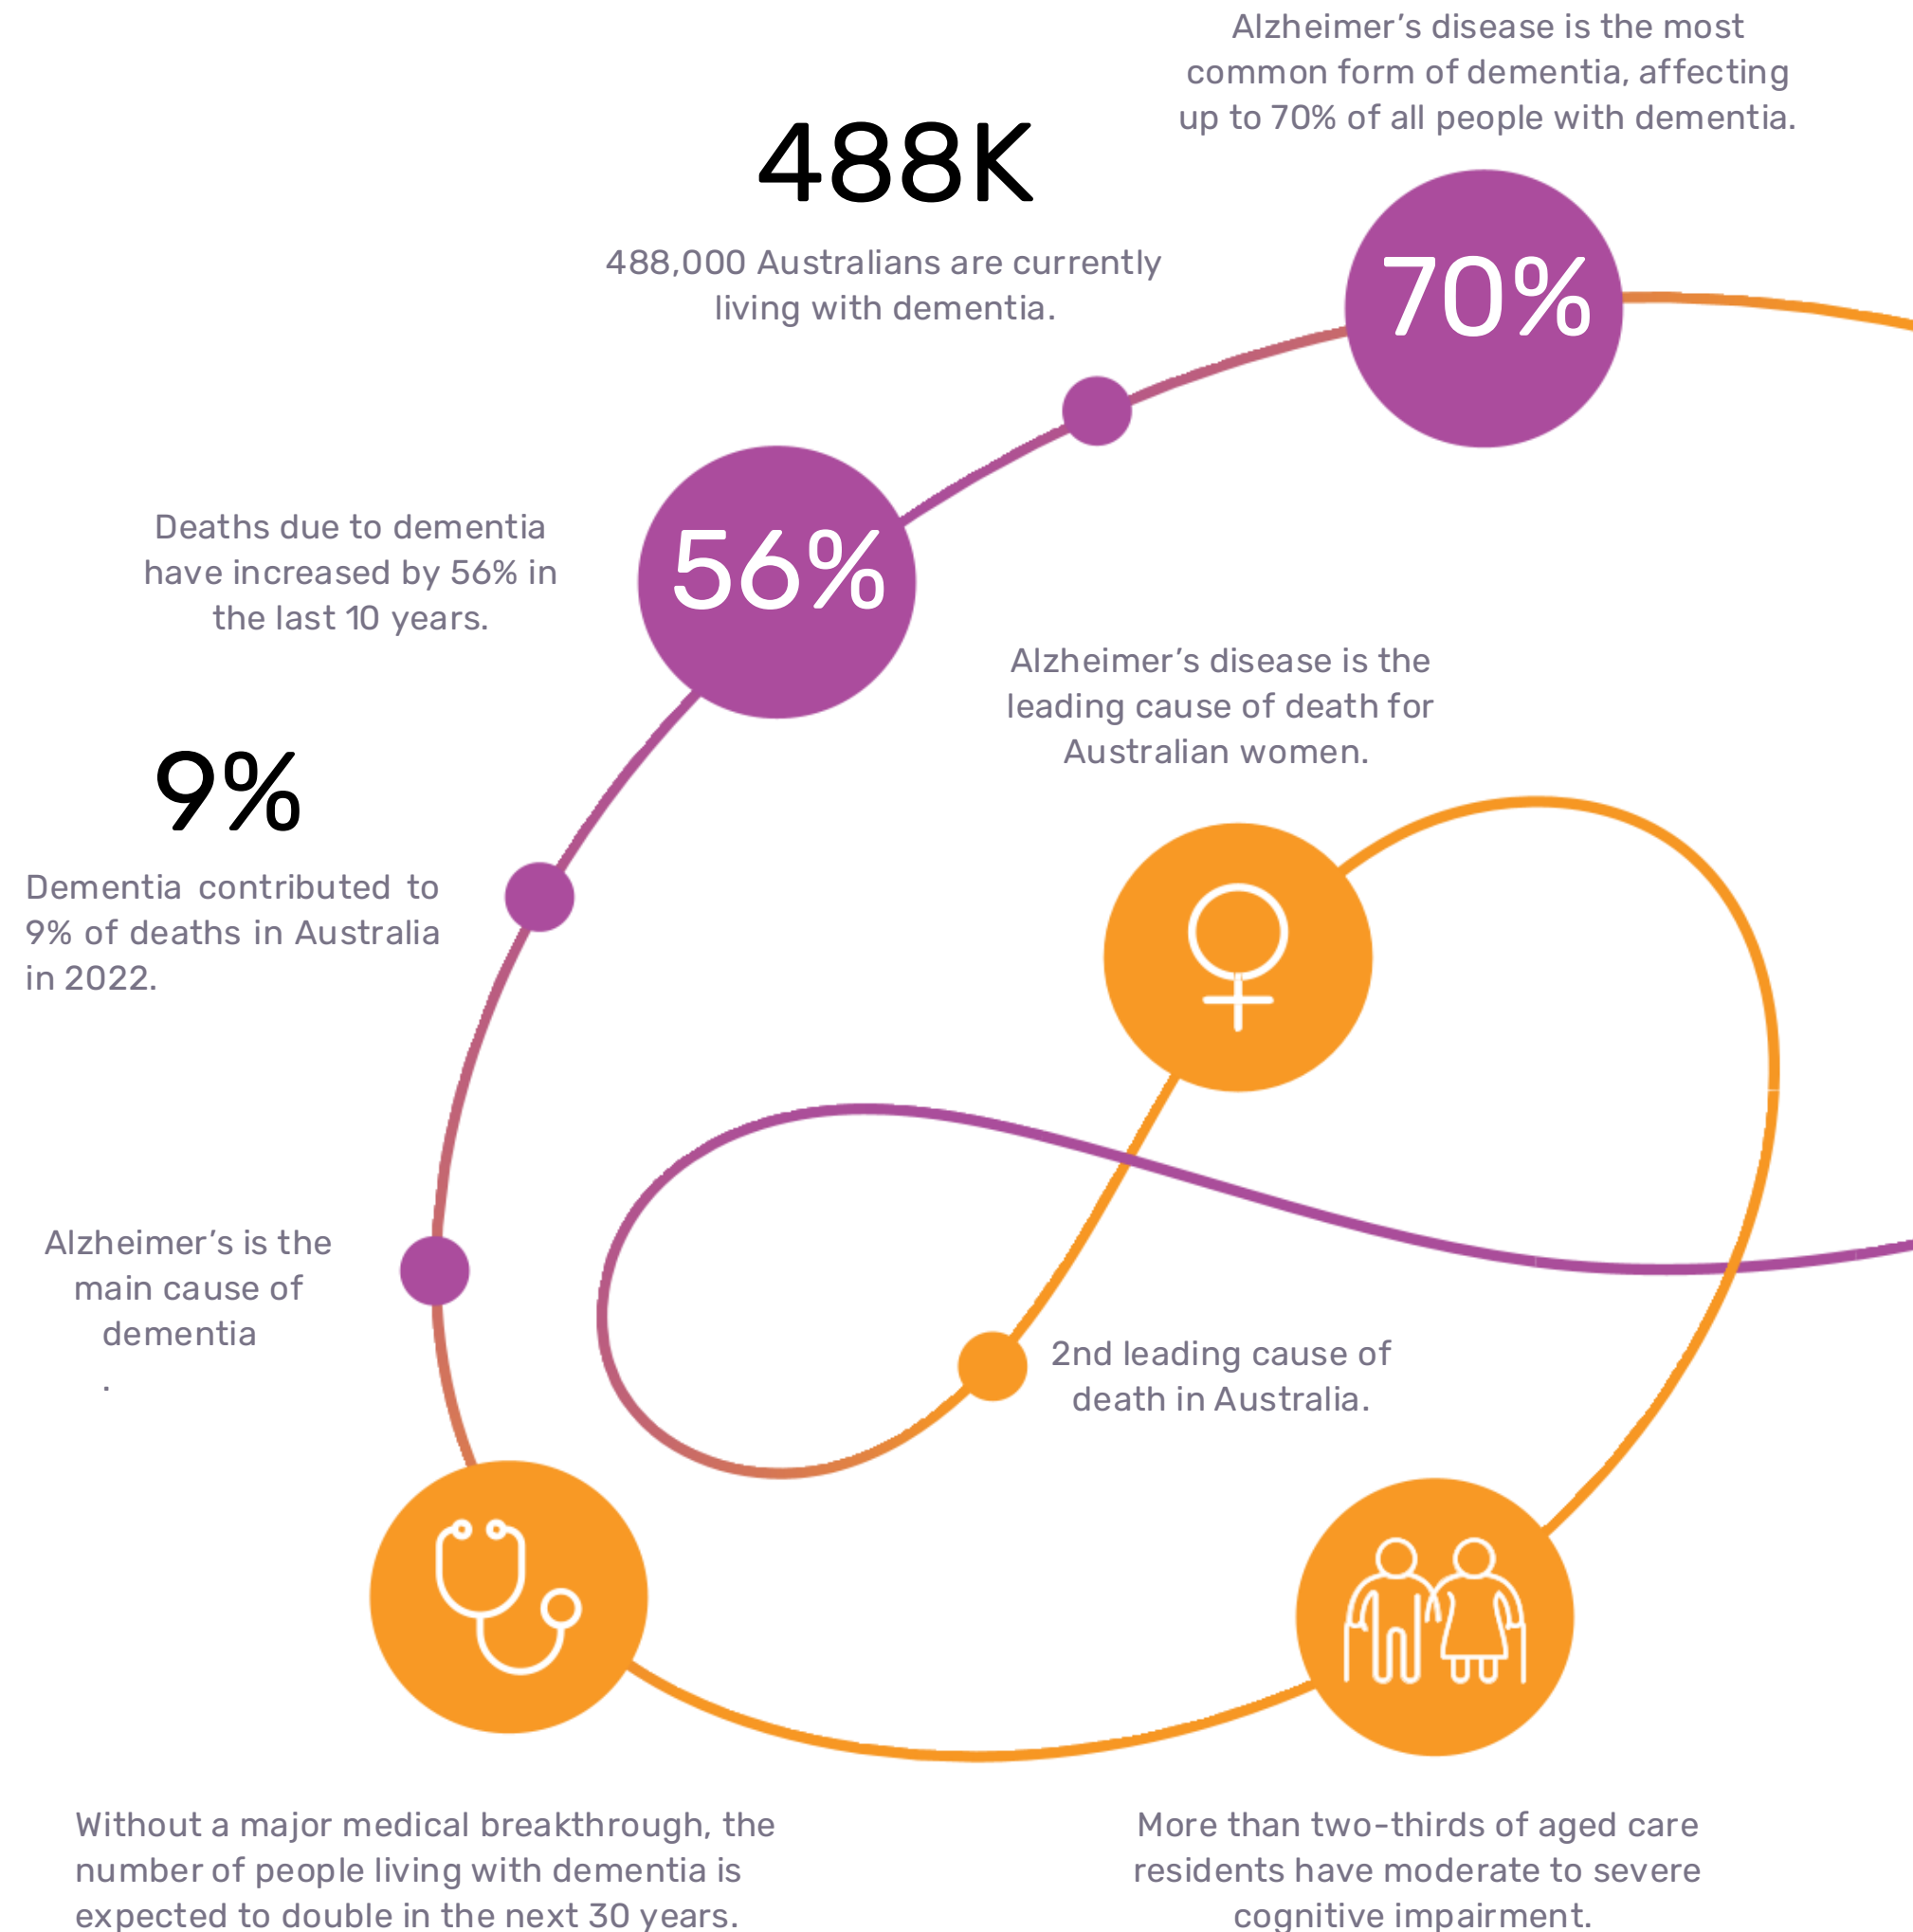 Alzheimer’s disease is the most
common form of dementia, affecting
up to 70% of all people with dementia.
488K
488,000 Australians are currently
living with dementia.
70%
Deaths due to dementia
have increased by 56% in
the last 10 years.
56%
Alzheimer’s disease is the
leading cause of death for
Australian women.
9%
Dementia contributed to
9% of deaths in Australia
in 2022.
Alzheimer’s is the
main cause of
dementia
.
2nd leading cause of
death in Australia.
Without a major medical breakthrough, the
number of people living with dementia is
expected to double in the next 30 years.
More than two-thirds of aged care
residents have moderate to severe
cognitive impairment.